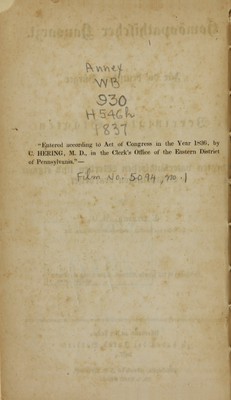 Annex
WB
930
H546h
1837
"Entered according to Act of Congress in the Year 1836, by
C. HERING, M. D., in the Clerk's Office of the Eastern District
of Pennsylvania."—
Film No. 5094, no-1